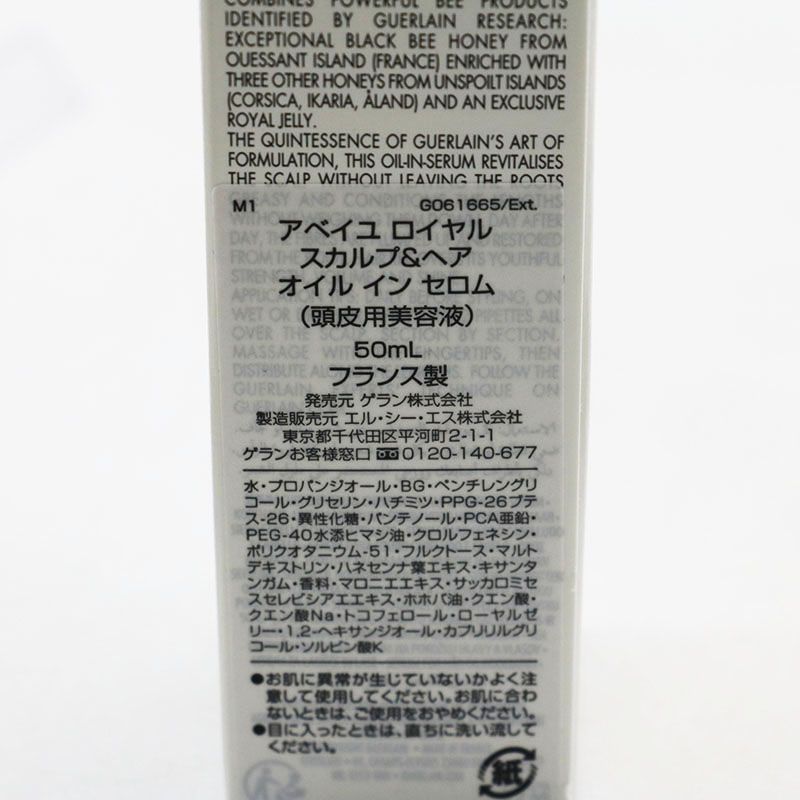 COMBINES POWERFUL BEE PRODUCTS
IDENTIFIED BY GUERLAIN RESEARCH:
EXCEPTIONAL BLACK BEE HONEY FROM
OUESSANT ISLAND (FRANCE) ENRICHED WITH
THREE OTHER HONEYS FROM UNSPOILT ISLANDS
(CORSICA, IKARIA, ÅLAND) AND AN EXCLUSIVE
ROYAL JELLY.
THE QUINTESSENCE OF GUERLAIN'S ART OF
FORMULATION, THIS OIL-IN-SERUM REVITALISES
THE SCALP WITHOUT LEAVING THE ROOTS
M1 G061665/Ext.
アベイユ ロイヤル
スカルプ&ヘア
オイル イン セロム
(頭皮用美容液)
50mL
フランス製
発売元 ゲラン株式会社
製造販売元 エル・シー・エス株式会社
東京都千代田区平河町2-1-1
ゲランお客様窓口 0120-140-677
水・プロパンジオール・BG・ペンチレングリ
コール・グリセリン・ハチミツ・PPG-26ブテ
ス-26・異性化糖・パンテノール・PCA亜鉛・
PEG-40水添ヒマシ油・クロルフェネシン・
ポリクオタニウム-51・フルクトース・マルト
デキストリン・ハネセンナ葉エキス・キサンタ
ンガム・香料・マロニエエキス・サッカロミセ
スセレビシアエエキス・ホホバ油・クエン酸・
クエン酸Na・トコフェロール・ローヤルゼ
リー・1,2-ヘキサンジオール・カプリリルグリ
コール・ソルビン酸K
●お肌に異常が生じていないかよく注
意して使用してください。お肌に合わ
ないときは、ご使用をおやめください。
●目に入ったときは、直ちに洗い流して
ください。
紙